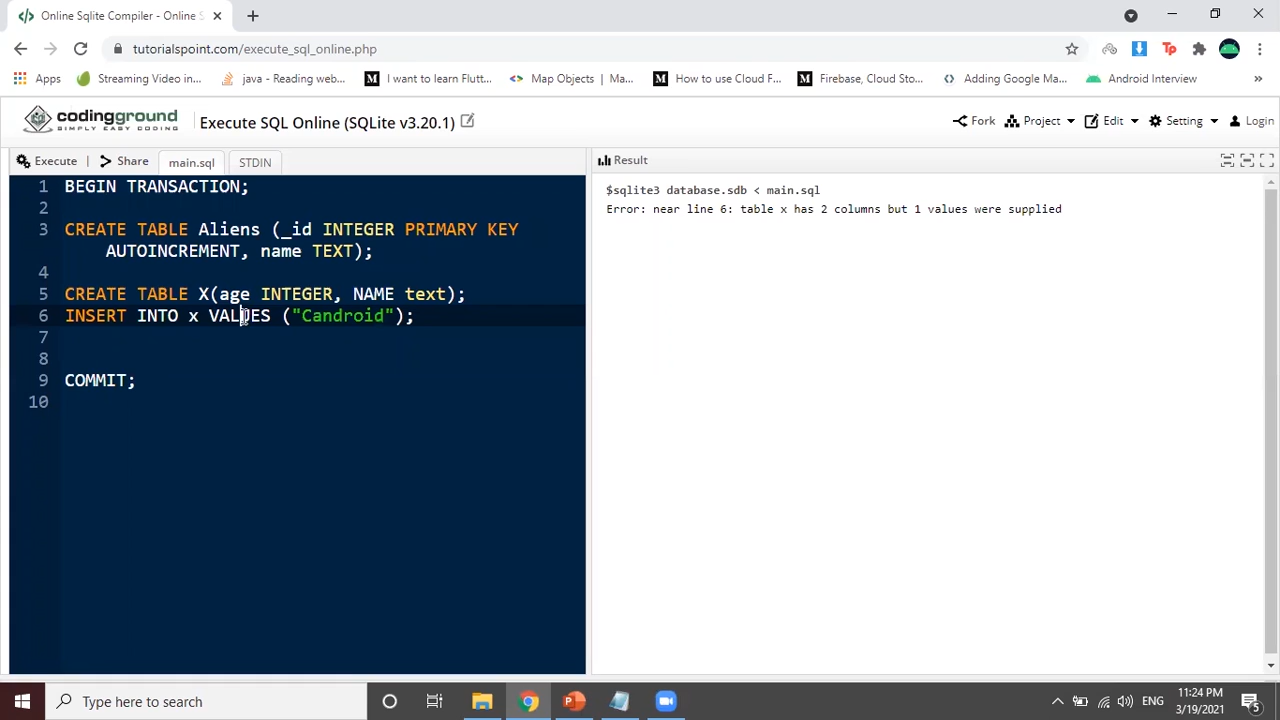 Online Sqlite Compiler - Online S
tutorialspoint.com/execute_sql_online.php
Apps
Streaming Video in...
java - Reading web...
I want to learn Flutt...
Map Objects | Ma...
How to use Cloud F...
Firebase, Cloud Sto...
Adding Google Ma...
Android Interview
»
codingground
SIMPLY EASY CODING
Execute SQL Online (SQLite v3.20.1)
Fork
Project
Edit
Setting
Login
Execute | Share
main.sql
STDIN
1 BEGIN TRANSACTION;
2
3 CREATE TABLE Aliens (_id INTEGER PRIMARY KEY
AUTOINCREMENT, name TEXT);
4
5 CREATE TABLE X(age INTEGER, NAME text);
6 INSERT INTO x VALUES ("Candroid");
7
8
9 COMMIT;
10
Result
$sqlite3 database.sdb < main.sql
Error: near line 6: table x has 2 columns but 1 values were supplied
Type here to search
ENG
11:24 PM
3/19/2021
5